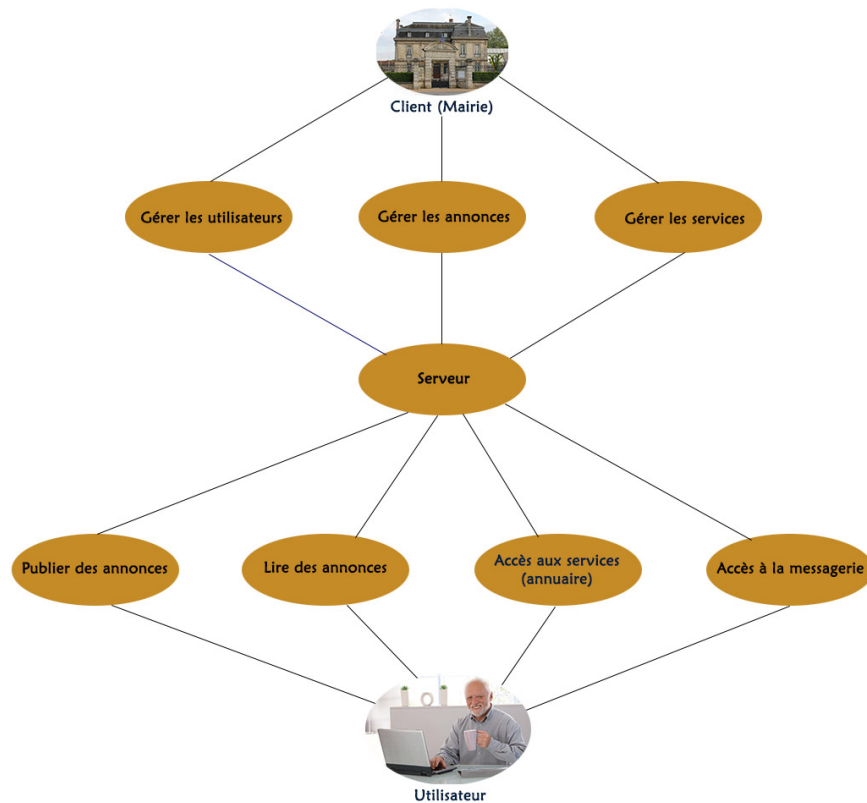 Client (Mairie)
Gérer les utilisateurs
Gérer les annonces
Gérer les services
Serveur
Publier des annonces
Lire des annonces
Accès aux services
(annuaire)
Accès à la messagerie
Utilisateur